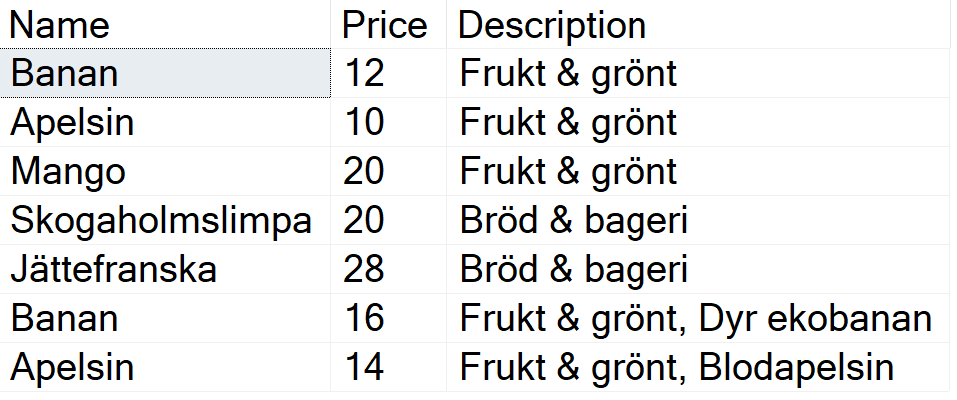 Name Price Description
Banan 12 Frukt & grönt
Apelsin 10 Frukt & grönt
Mango 20 Frukt & grönt
Skogaholmslimpa 20 Bröd & bageri
Jättefranska 28 Bröd & bageri
Banan 16 Frukt & grönt, Dyr ekobanan
Apelsin 14 Frukt & grönt, Blodapelsin